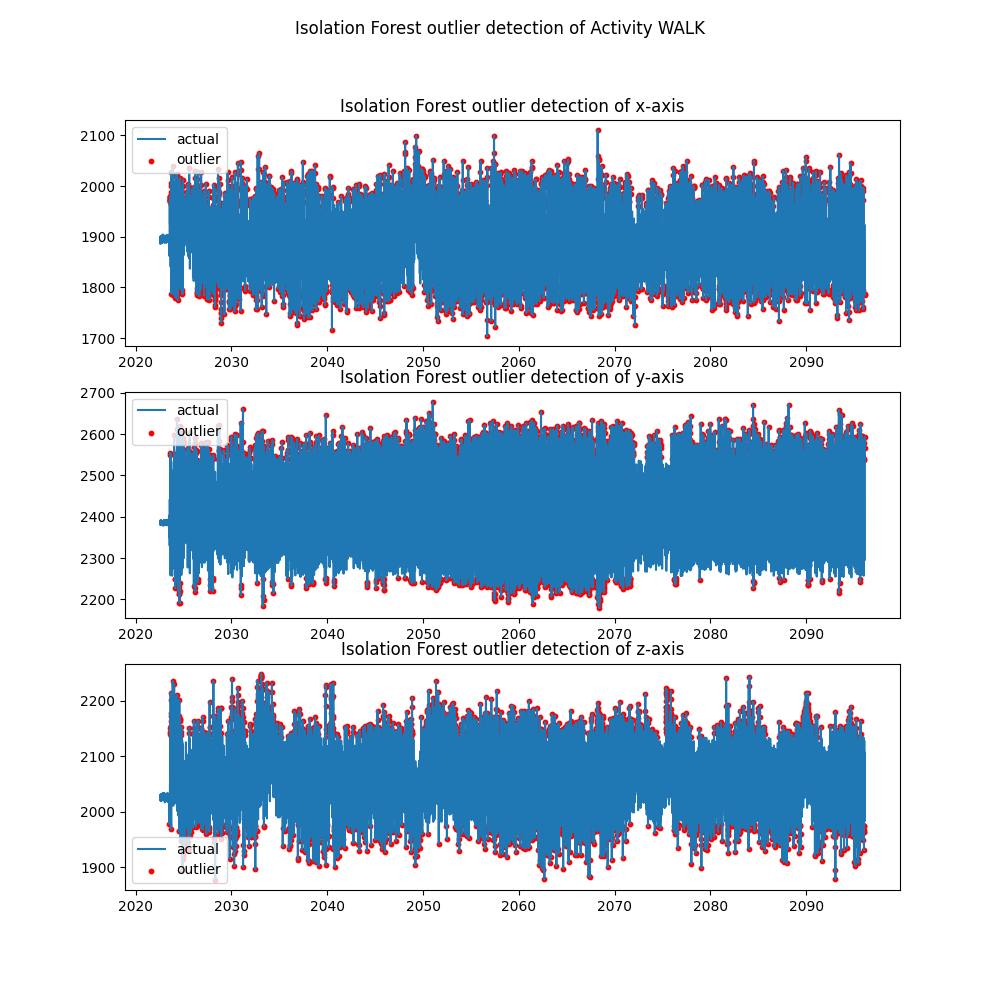 Isolation Forest outlier detection of Activity WALK
Isolation Forest outlier detection of x-axis
2100
2000
1900
1800
1700
actual
outlier
2020 2030 2040 2050 2060 2070 2080 2090
Isolation Forest outlier detection of y-axis
2700
2600
2500
2400
2300
2200
actual
outlier
2020 2030 2040 2050 2060 2070 2080 2090
Isolation Forest outlier detection of z-axis
2200
2100
2000
1900
actual
outlier
2020 2030 2040 2050 2060 2070 2080 2090